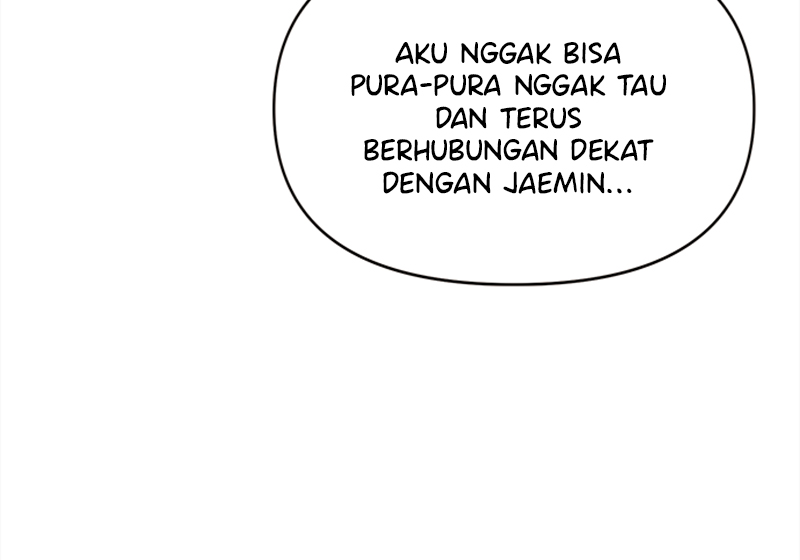 AKU NGGAK BISA
PURA-PURA NGGAK TAU
DAN TERUS
BERHUBUNGAN DEKAT
DENGAN JAEMIN...